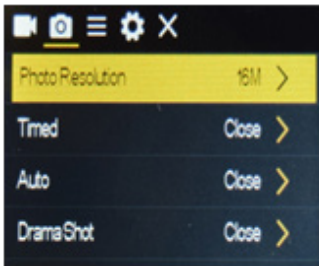 Photo Resolution 16M
Timed Close
Auto Close
Drama Shot Close